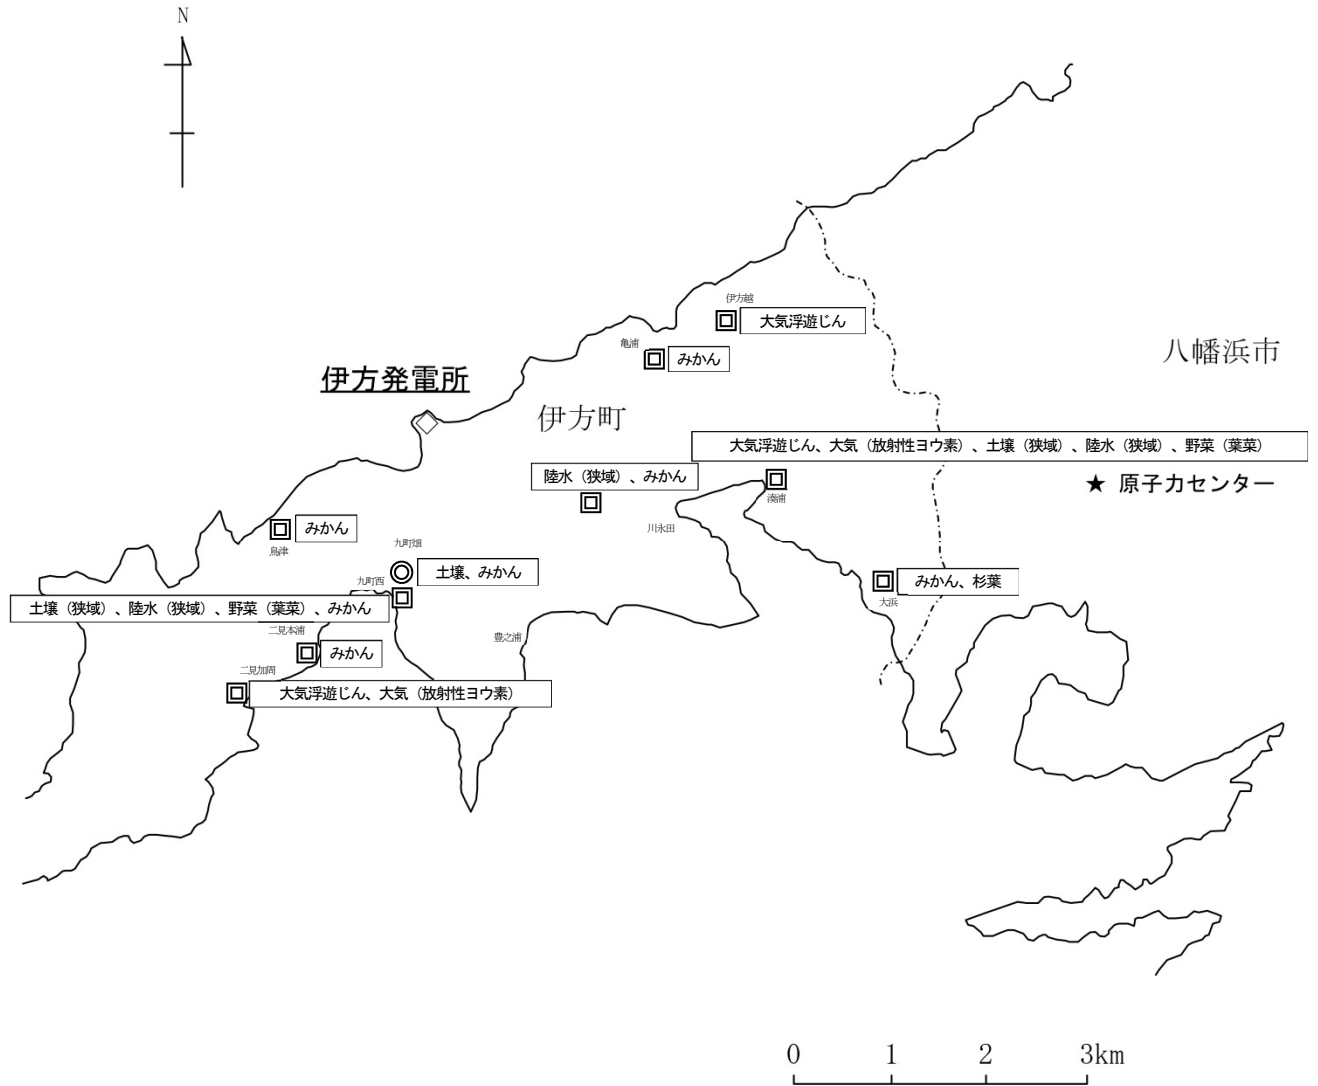 N
伊方越
大気浮遊じん
亀浦
みかん
八幡浜市
伊方発電所
伊方町
大気浮遊じん、大気（放射性ヨウ素）、土壌（狭域）、陸水（狭域）、野菜（葉菜）
陸水（狭域）、みかん
★ 原子力センター
湊浦
川永田
みかん
鳥津
九町畑
土壌、みかん
九町西
みかん、杉葉
大浜
土壌（狭域）、陸水（狭域）、野菜（葉菜）、みかん
二見本浦
豊之浦
みかん
二見加周
大気浮遊じん、大気（放射性ヨウ素）
0 1 2 3km